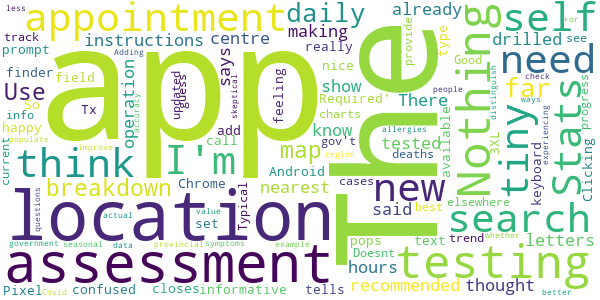 less
appointment
daily
already
self
track
instructions
centre
making
prompt
says
really
drilled
For
see
finder
Adding
type
provide
need
app
The
Nothing
Use
field
operation
updated
guess
skeptical
feeling
nice
show
Required'
far
tiny
Stats
So
Tx
add
There
charts
info
accuracy
I'm
know
gov't
tested
available
3XL
keyboard
distinguish
experiencing
clicking
progress
happy
call
map
Android
deaths
populate
think
current
allergies
people
check
ways
improve
breakdown
Chrome
nearest
region
cases
new
best
elsewhere
location
questions
actual
value
set
Typical
said
search
text
trend
whether
letters
government
seasonal
data
provincial
symptoms
example
pops
Doesnt
assessment
hours
testing
Pixel
Covid
confused
closes
informative
tells
recommended
thought
better